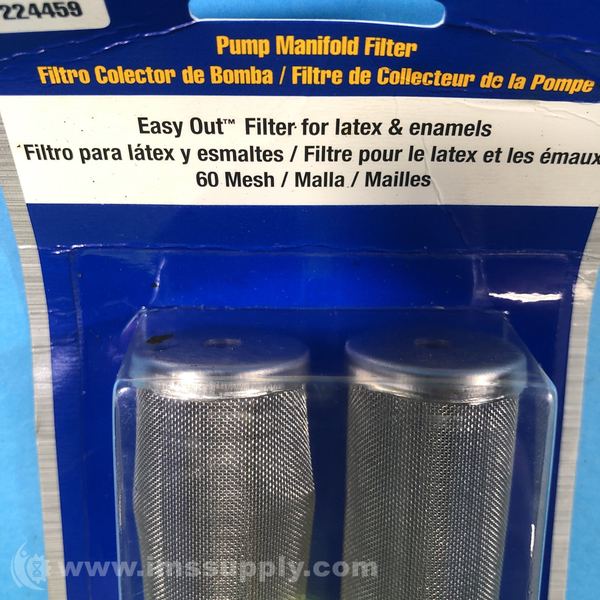 224459
Pump Manifold Filter
Filtro Colector de Bomba / Filtre de Collecteur de la Pompe
Easy Out™ Filter for latex & enamels
Filtro para látex y esmaltes / Filtre pour le latex et les émaux
60 Mesh / Malla / Mailles
www.imssupply.com